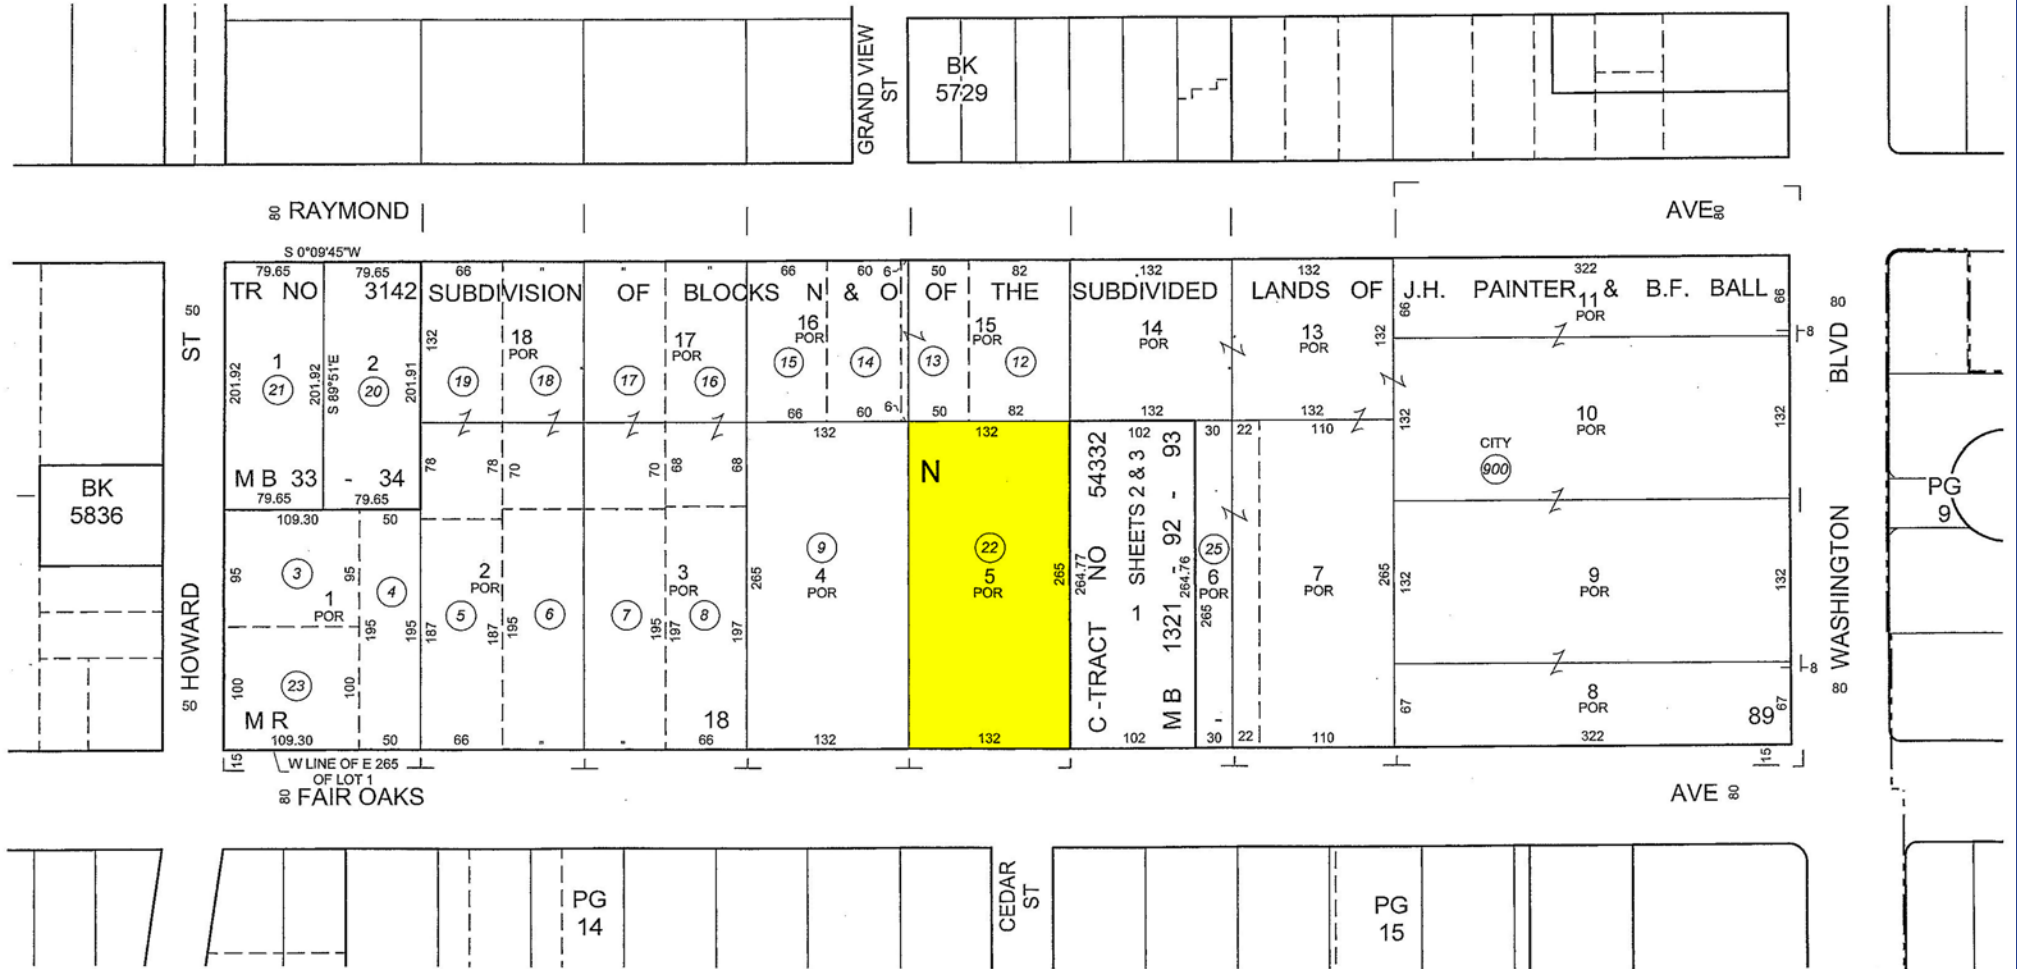 GRAND VIEW
ST
BK
5729
80 RAYMOND
AVE 80
S 0°09'45"W
79.65
79.65
66
"
"
"
66
60
6
50
82
132
132
322
TR NO 3142
SUBDIVISION OF BLOCKS N & O OF THE SUBDIVIDED LANDS OF J.H. PAINTER & B.F. BALL
50
ST
201.92
1
21
201.92
S 89°51'E
2
20
201.91
132
18
POR
19
18
17
POR
17
16
16
POR
15
14
15
POR
13
12
14
POR
13
POR
132
66
11
POR
66
8
80
BLVD
66
60
6
50
82
132
132
M B 33 - 34
79.65
79.65
BK
5836
109.30
50
78
78
70
70
68
68
132
132
N
102
30
22
110
132
10
POR
132
CITY
900
PG
9
95
3
95
4
1
POR
195
195
100
23
100
2
POR
5
187
187
195
6
7
195
3
POR
8
197
197
265
9
4
POR
22
5
POR
265
264.77
C - TRACT NO 54332
1 SHEETS 2 & 3
M B 1321 - 92 - 93
264.76
25
6
POR
265
7
POR
265
132
9
POR
132
8
WASHINGTON
80
67
8
POR
89
67
50 HOWARD
M R
18
109.30
50
66
"
"
66
132
132
102
30
22
110
322
15
W LINE OF E 265
OF LOT 1
15
80 FAIR OAKS
AVE 80
PG
14
CEDAR
ST
PG
15